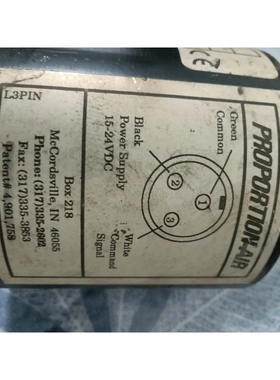 PROPORTION-AIR
CE
Green
Common
1
2
3
Black
Power Supply
15-24VDC
White
Command
Signal
L3PIN
Box 218
McCordsville, IN 46055
Phone: (317)335-2602
Fax: (317)335-3853
Patent# 4,901,758